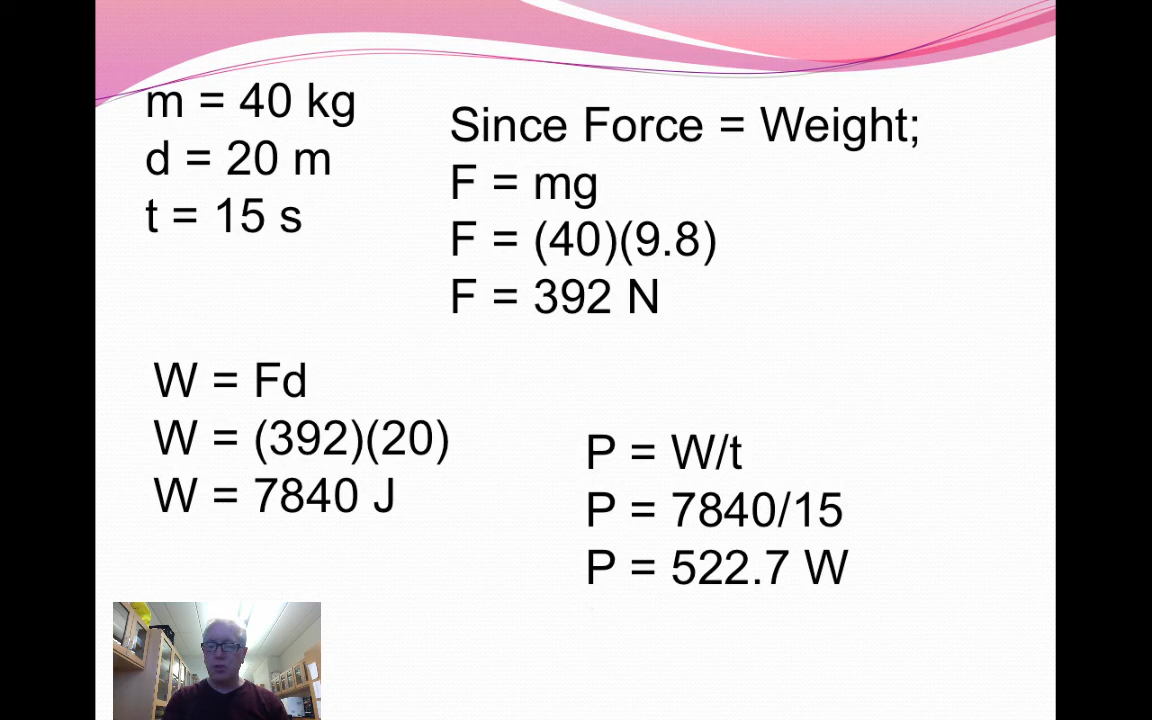 m = 40 kg
d = 20 m
t = 15 s
Since Force = Weight;
F = mg
F = (40)(9.8)
F = 392 N
W = Fd
W = (392)(20)
W = 7840 J
P = W/t
P = 7840/15
P = 522.7 W